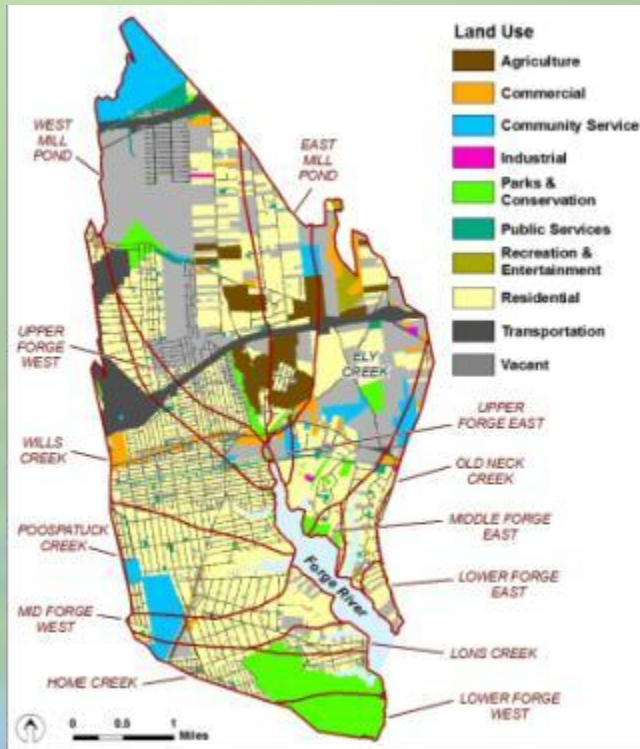 Land Use
Agriculture
Commercial
Community Service
Industrial
Parks &
Conservation
Public Services
Recreation &
Entertainment
Residential
Transportation
Vacant
WEST
MILL
POND
EAST
MILL
POND
UPPER
FORGE
WEST
ELY
CREEK
UPPER
FORGE EAST
WILLS
CREEK
OLD NECK
CREEK
POOSPATUCK
CREEK
MIDDLE FORGE
EAST
Forge River
LOWER FORGE
EAST
MID FORGE
WEST
LONS CREEK
HOME CREEK
LOWER FORGE
WEST
0 0.5 1
Miles